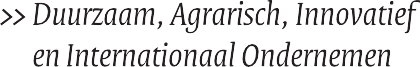 >> Duurzaam, Agrarisch, Innovatief
en Internationaal Ondernemen